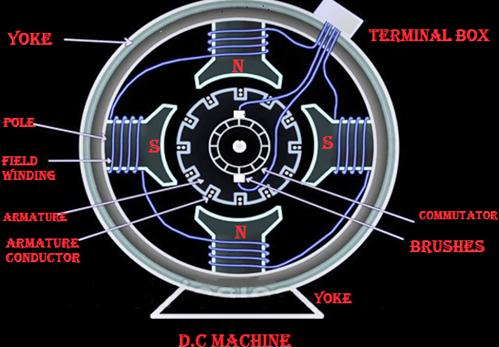 YOKE
TERMINAL BOX
N
POLE
S
S
FIELD
WINDING
ARMATURE
COMMUTATOR
N
ARMATURE
CONDUCTOR
BRUSHES
YOKE
D.C MACHINE